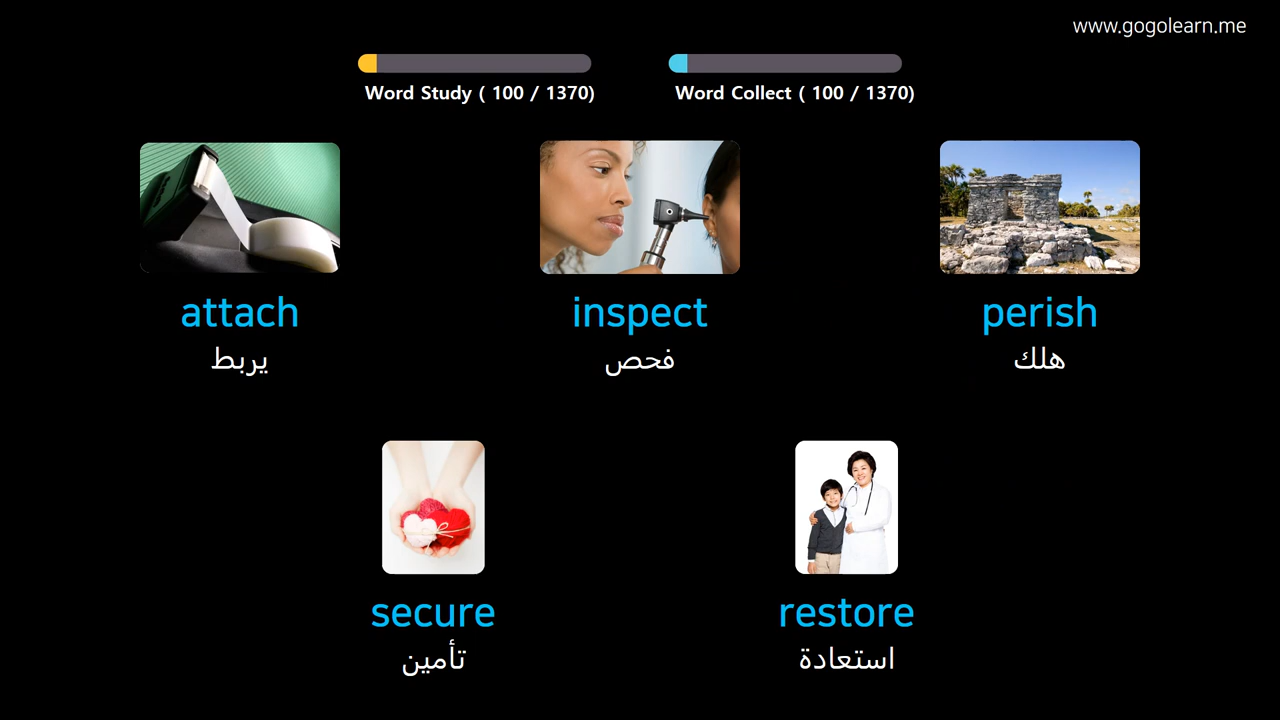 www.gogolearn.me
Word Study ( 100 / 1370)
Word Collect ( 100 / 1370)
attach
يربط
inspect
فحص
perish
هلك
secure
تأمين
restore
استعادة